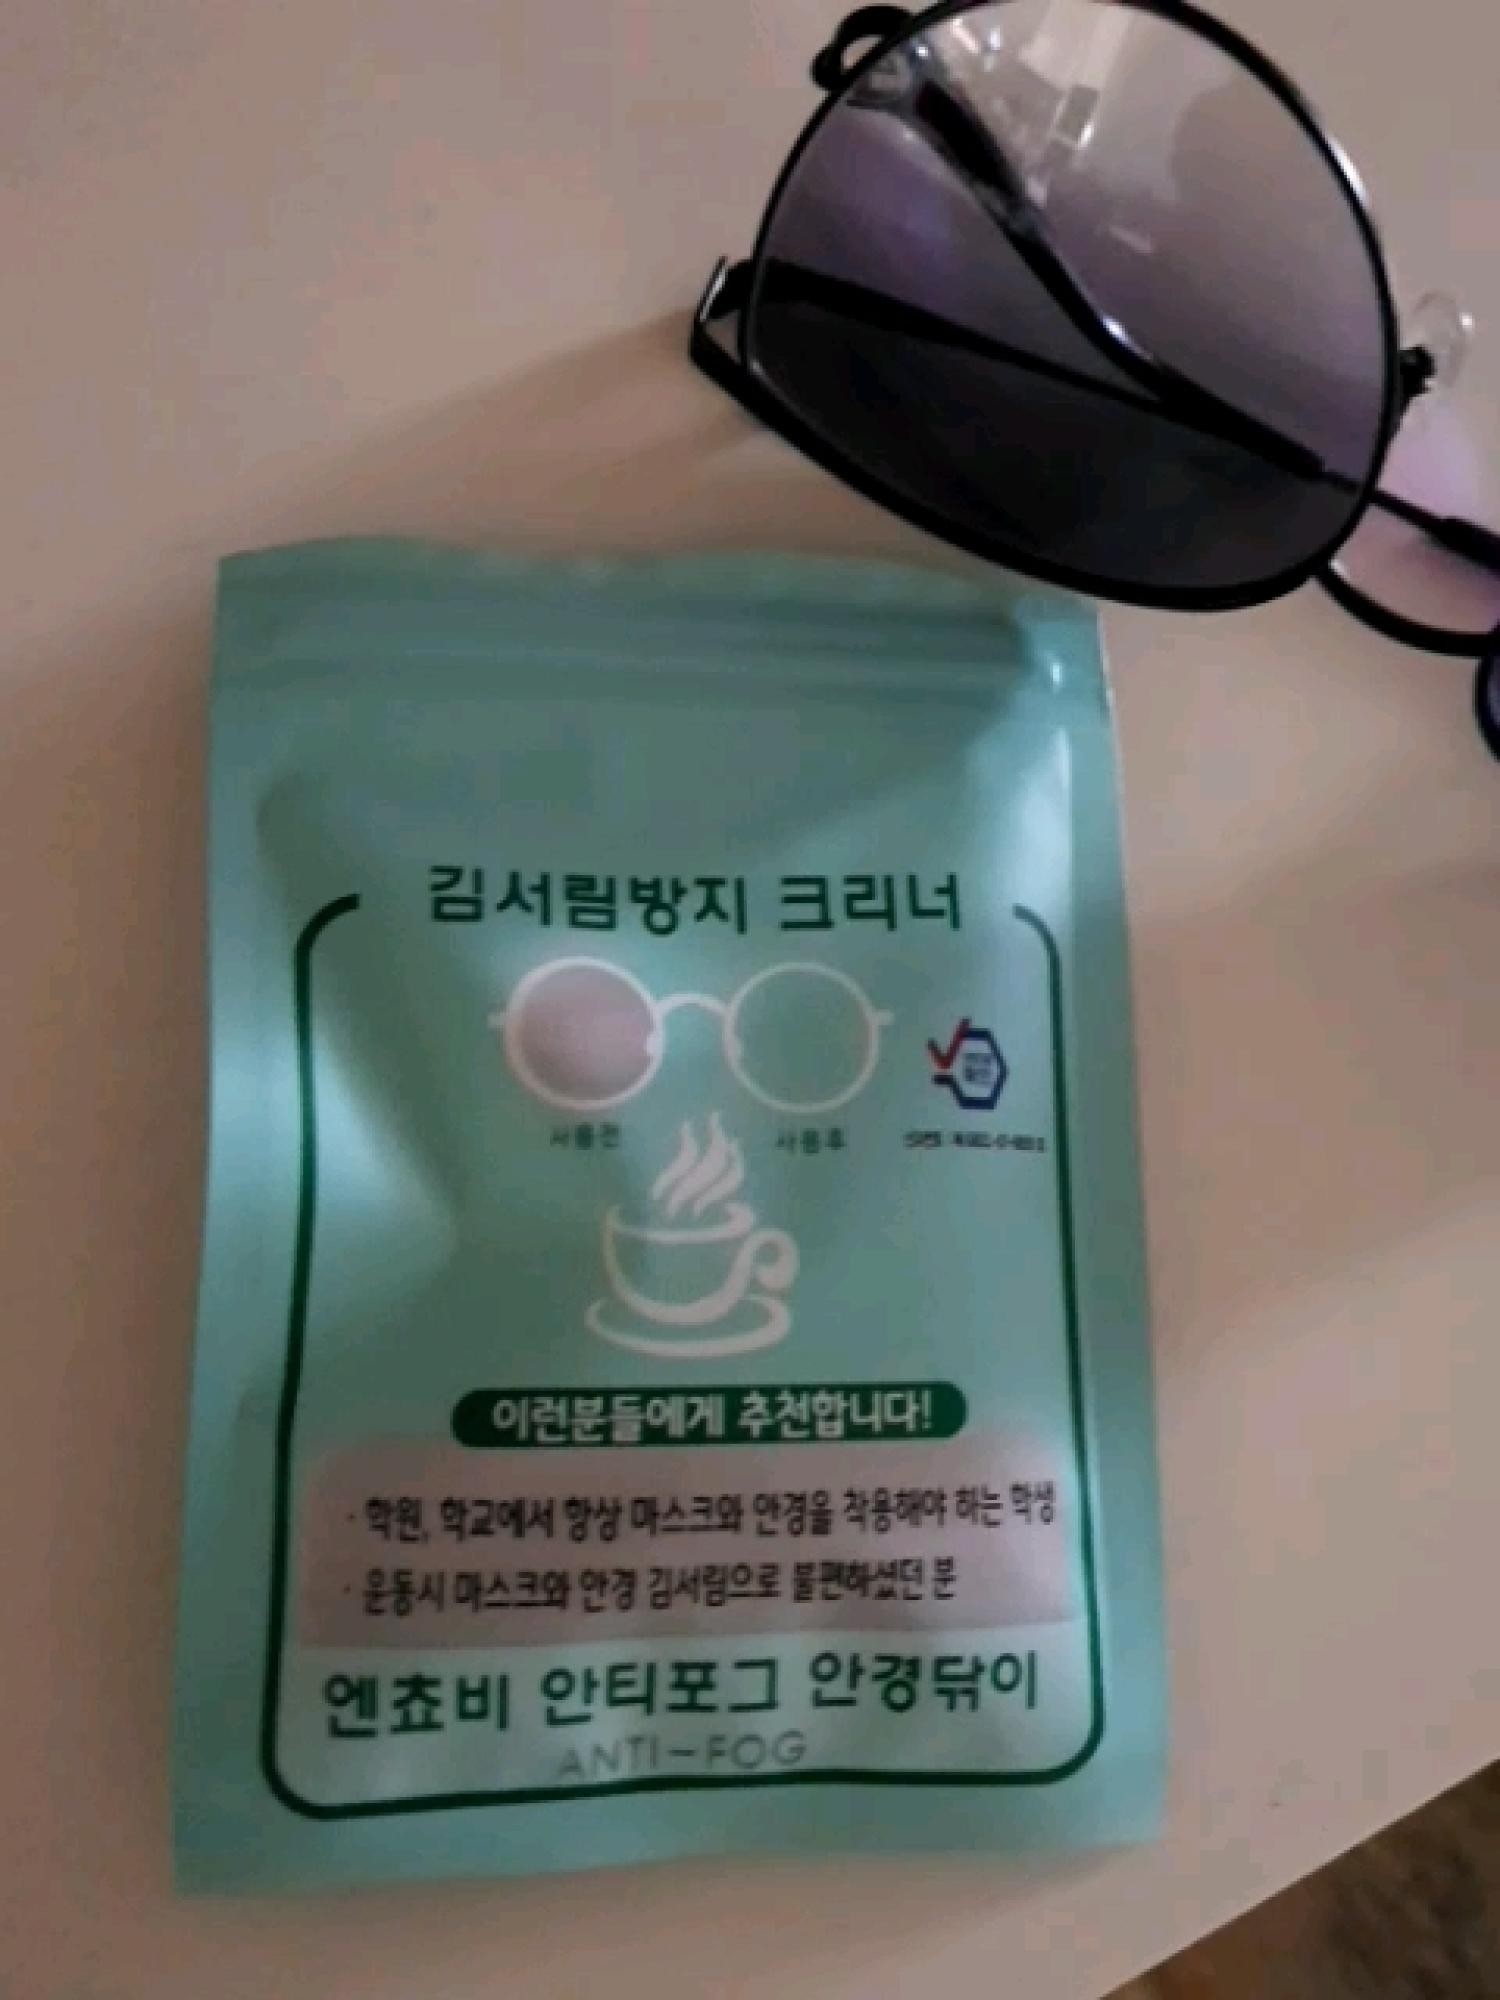 김서림방지 크리너
사용전
사용후
이런분들에게 추천합니다!
· 학원, 학교에서 항상 마스크와 안경을 착용해야 하는 학생
· 운동시 마스크와 안경 김서림으로 불편하셨던 분
엔쵸비 안티포그 안경닦이
ANTI-FOG